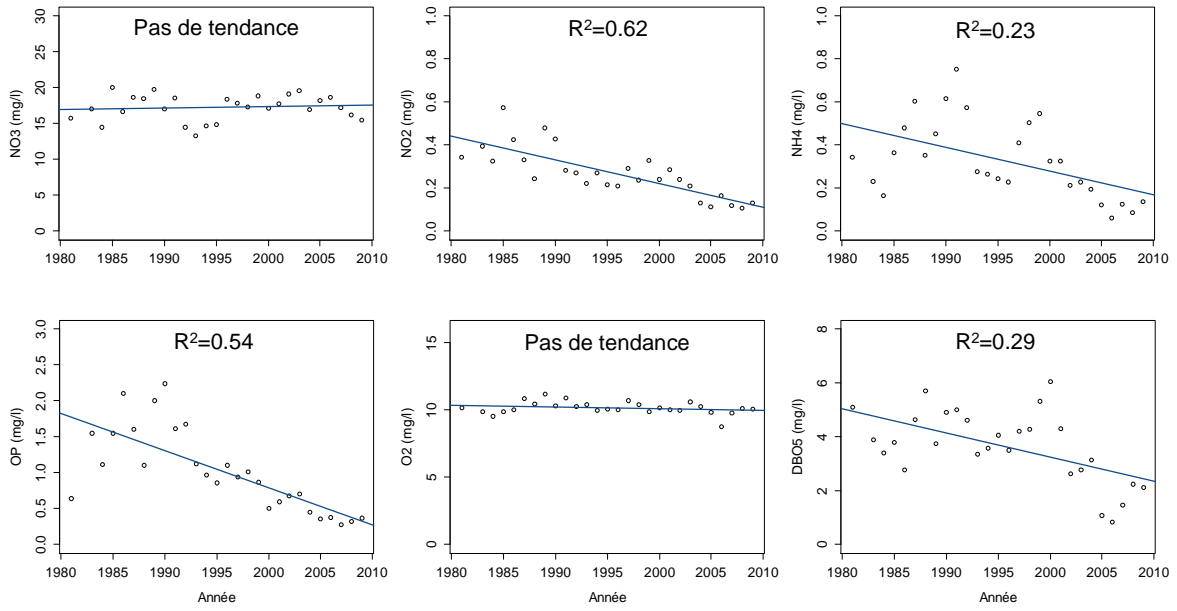 Pas de tendance
NO3 (mg/l)
0 5 10 15 20 25 30
1980 1985 1990 1995 2000 2005 2010
R²=0.62
NO2 (mg/l)
0.0 0.2 0.4 0.6 0.8 1.0
1980 1985 1990 1995 2000 2005 2010
R²=0.23
NH4 (mg/l)
0.0 0.2 0.4 0.6 0.8 1.0
1980 1985 1990 1995 2000 2005 2010
R²=0.54
OP (mg/l)
0.0 0.5 1.0 1.5 2.0 2.5 3.0
1980 1985 1990 1995 2000 2005 2010
Année
Pas de tendance
O2 (mg/l)
0 5 10 15
1980 1985 1990 1995 2000 2005 2010
Année
R²=0.29
DBO5 (mg/l)
0 2 4 6 8
1980 1985 1990 1995 2000 2005 2010
Année